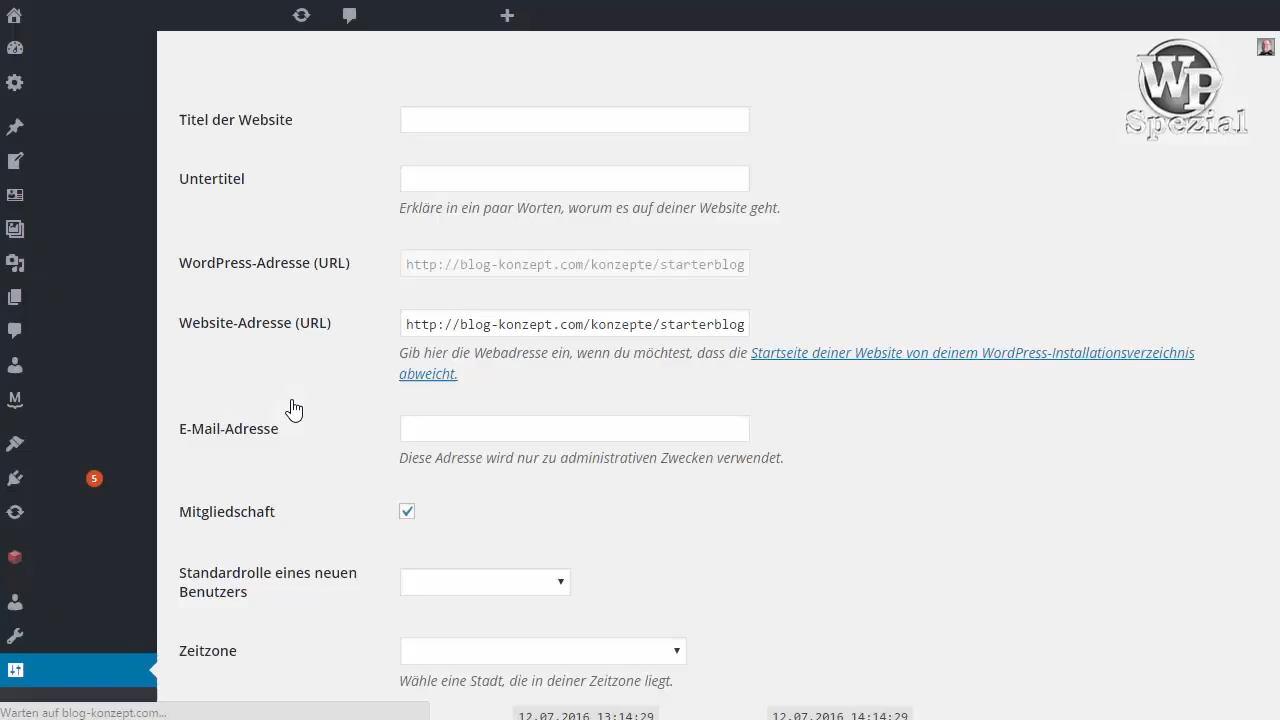 WP
Spezial
Titel der Website
Untertitel
Erkläre in ein paar Worten, worum es auf deiner Website geht.
WordPress-Adresse (URL)
http://blog-konzept.com/konzepte/starterblog
Website-Adresse (URL)
http://blog-konzept.com/konzepte/starterblog
Gib hier die Webadresse ein, wenn du möchtest, dass die Startseite deiner Website von deinem WordPress-Installationsverzeichnis
abweicht.
E-Mail-Adresse
Diese Adresse wird nur zu administrativen Zwecken verwendet.
5
Mitgliedschaft
Standardrolle eines neuen
Benutzers
Zeitzone
Wähle eine Stadt, die in deiner Zeitzone liegt.
Warten auf blog-konzept.com...
12.07.2016 13:14:29
12.07.2016 14:14:29